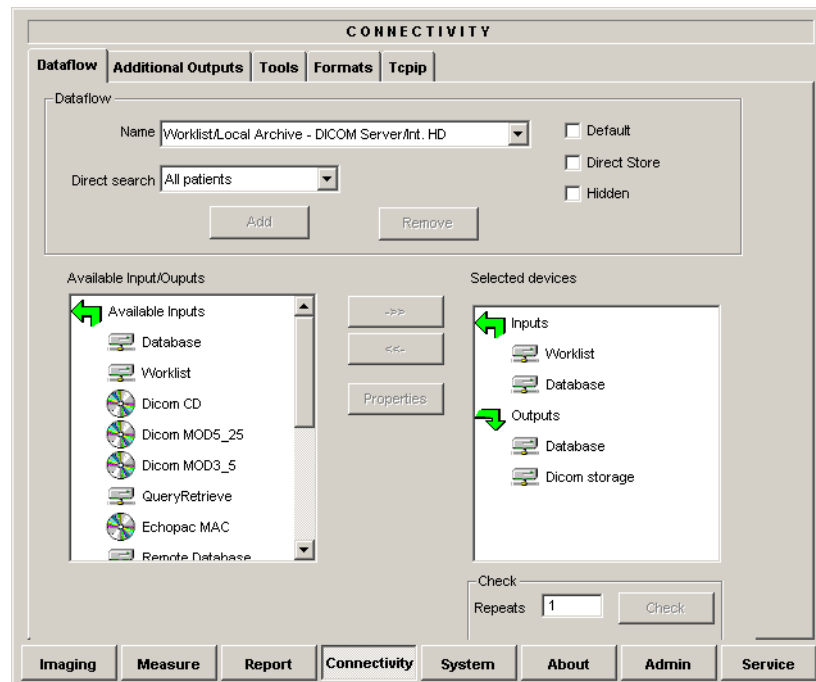 CONNECTIVITY
Dataflow Additional Outputs Tools Formats Tcpip
Dataflow
Name Worklist/Local Archive - DICOM Server/Int. HD
Default
Direct search All patients
Direct Store
Hidden
Add Remove
Available Input/Ouputs
Available Inputs
Database
Worklist
Dicom CD
Dicom MOD5_25
Dicom MOD3_5
QueryRetrieve
Echopac MAC
Remote Database
->>
<<-
Properties
Selected devices
Inputs
Worklist
Database
Outputs
Database
Dicom storage
Check
Repeats 1 Check
Imaging Measure Report Connectivity System About Admin Service